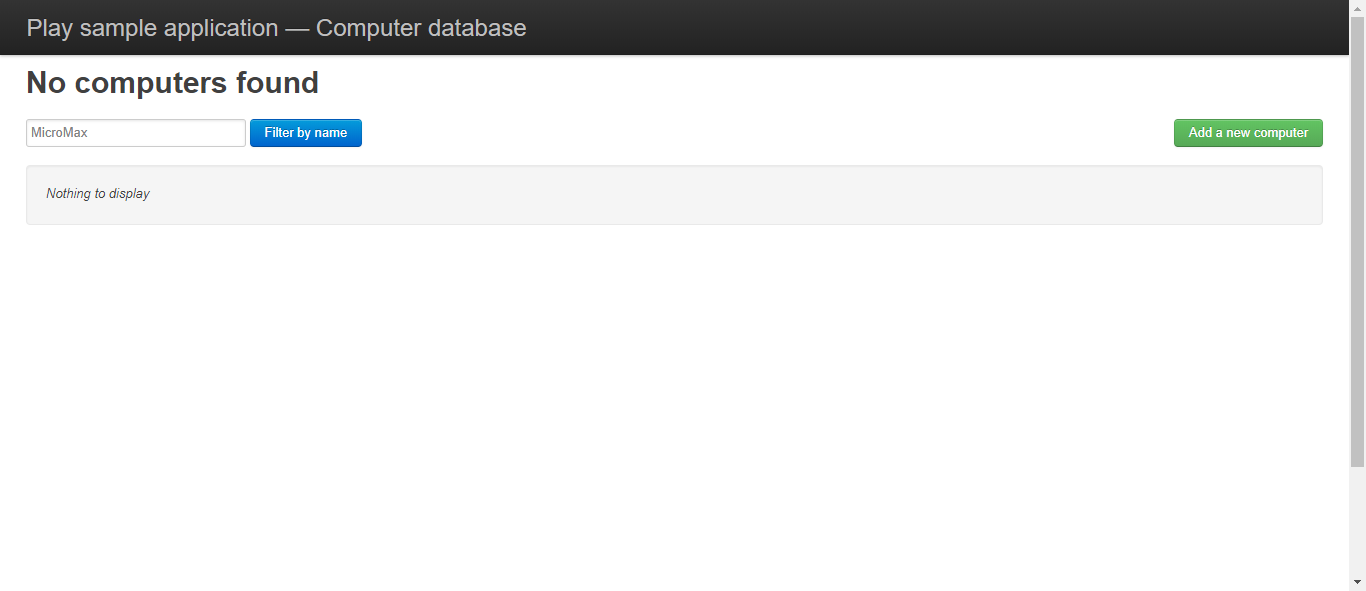 Play sample application — Computer database
No computers found
MicroMax
Filter by name
Add a new computer
Nothing to display